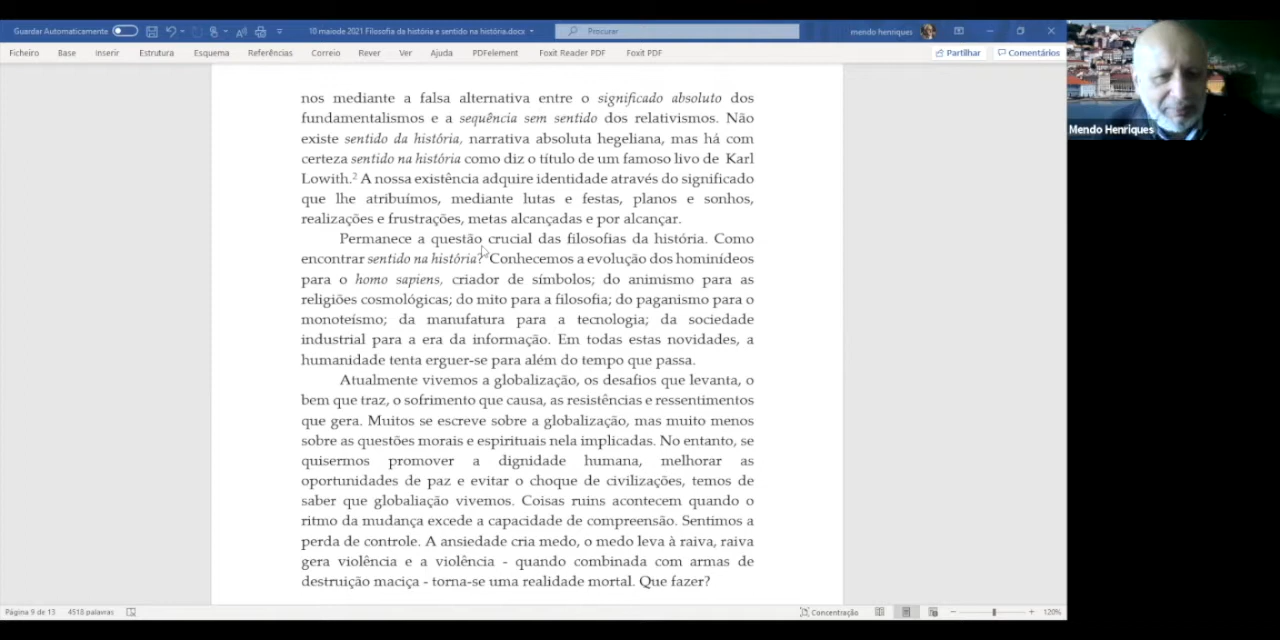 Guardar Automaticamente
10 maiode 2021 Filosofia da história e sentido na história.docx
Procurar
mendo henriques
Ficheiro Base Inserir Estrutura Esquema Referências Correio Rever Ver Ajuda PDFelement Foxit Reader PDF Foxit PDF
Partilhar Comentários
Mendo Henriques
nos mediante a falsa alternativa entre o significado absoluto dos
fundamentalismos e a sequência sem sentido dos relativismos. Não
existe sentido da história, narrativa absoluta hegeliana, mas há com
certeza sentido na história como diz o título de um famoso livo de Karl
Lowith.² A nossa existência adquire identidade através do significado
que lhe atribuímos, mediante lutas e festas, planos e sonhos,
realizações e frustrações, metas alcançadas e por alcançar.
Permanece a questão crucial das filosofias da história. Como
encontrar sentido na história? Conhecemos a evolução dos hominídeos
para o homo sapiens, criador de símbolos; do animismo para as
religiões cosmológicas; do mito para a filosofia; do paganismo para o
monoteísmo; da manufatura para a tecnologia; da sociedade
industrial para a era da informação. Em todas estas novidades, a
humanidade tenta erguer-se para além do tempo que passa.
Atualmente vivemos a globalização, os desafios que levanta, o
bem que traz, o sofrimento que causa, as resistências e ressentimentos
que gera. Muitos se escreve sobre a globalização, mas muito menos
sobre as questões morais e espirituais nela implicadas. No entanto, se
quisermos promover a dignidade humana, melhorar as
oportunidades de paz e evitar o choque de civilizações, temos de
saber que globaliação vivemos. Coisas ruins acontecem quando o
ritmo da mudança excede a capacidade de compreensão. Sentimos a
perda de controle. A ansiedade cria medo, o medo leva à raiva, raiva
gera violência e a violência - quando combinada com armas de
destruição maciça - torna-se uma realidade mortal. Que fazer?
Página 9 de 13 4518 palavras
Concentração
120%